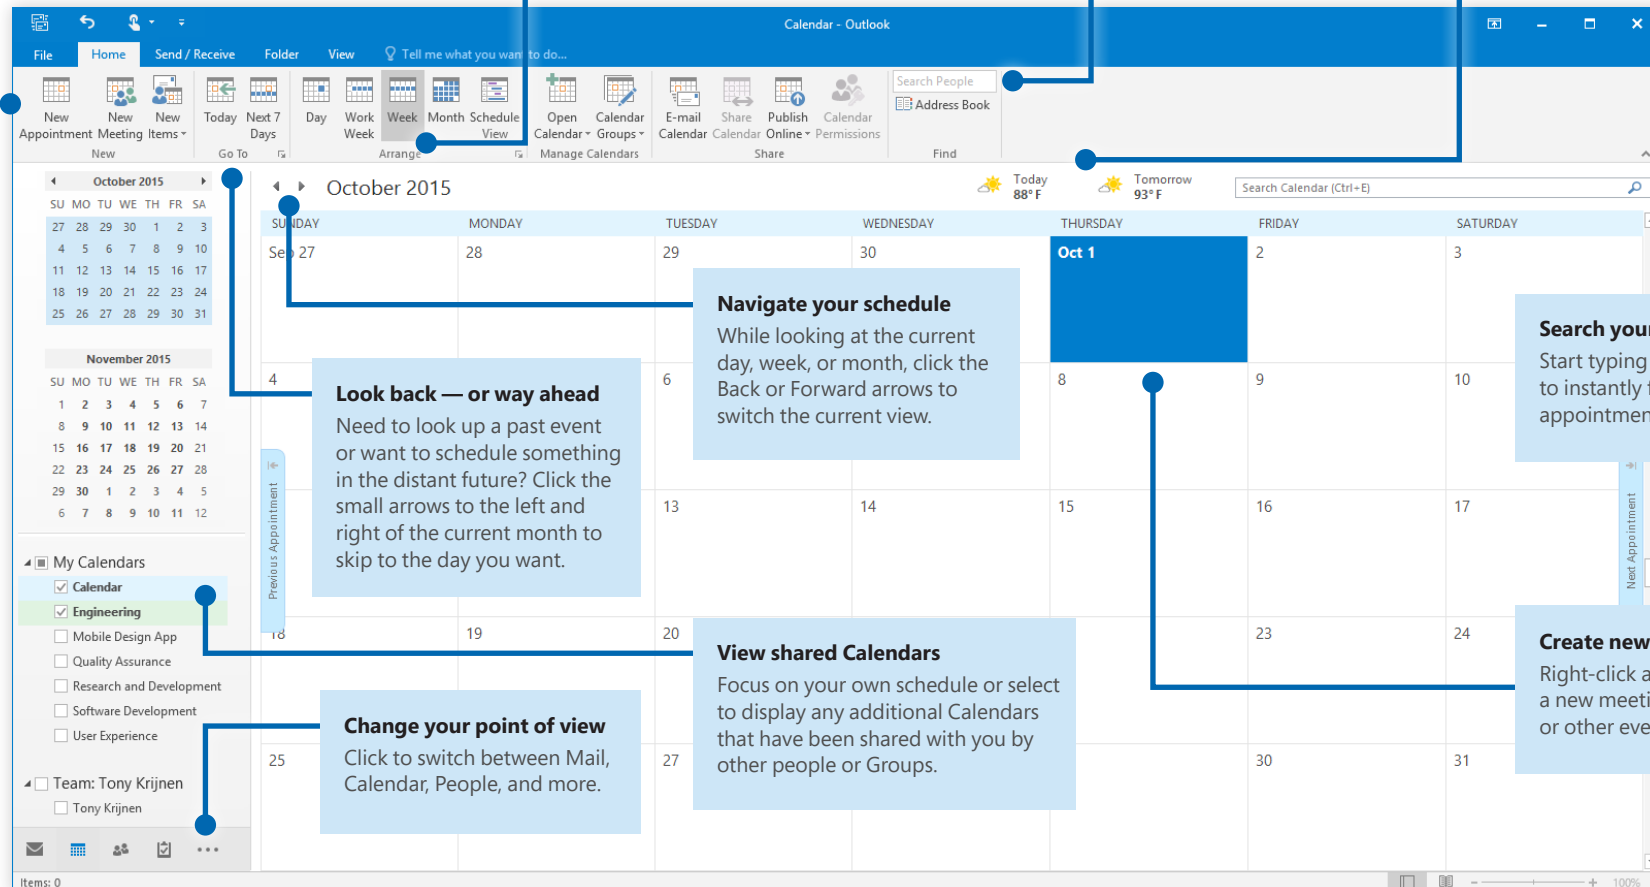 Calendar - Outlook
File Home Send / Receive Folder View Tell me what you want to do...
New Appointment
New Meeting
New Items
New
Today
Next 7 Days
Go To
Day
Work Week
Week
Month
Schedule View
Arrange
Open Calendar
Calendar Groups
Manage Calendars
E-mail Calendar
Share Calendar
Publish Online
Calendar Permissions
Share
Search People
Address Book
Find
October 2015
SU MO TU WE TH FR SA
27 28 29 30 1 2 3
4 5 6 7 8 9 10
11 12 13 14 15 16 17
18 19 20 21 22 23 24
25 26 27 28 29 30 31
November 2015
SU MO TU WE TH FR SA
1 2 3 4 5 6 7
8 9 10 11 12 13 14
15 16 17 18 19 20 21
22 23 24 25 26 27 28
29 30 1 2 3 4 5
6 7 8 9 10 11 12
My Calendars
Calendar
Engineering
Mobile Design App
Quality Assurance
Research and Development
Software Development
User Experience
Team: Tony Krijnen
Tony Krijnen
Items: 0
October 2015
Today
88° F
Tomorrow
93° F
Search Calendar (Ctrl+E)
SUNDAY MONDAY TUESDAY WEDNESDAY THURSDAY FRIDAY SATURDAY
Sep 27 28 29 30 Oct 1 2 3
4 6 8 9 10
13 14 15 16 17
18 19 20 23 24
25 27 30 31
Previous Appointment
Next Appointment
Navigate your schedule
While looking at the current
day, week, or month, click the
Back or Forward arrows to
switch the current view.
Look back — or way ahead
Need to look up a past event
or want to schedule something
in the distant future? Click the
small arrows to the left and
right of the current month to
skip to the day you want.
View shared Calendars
Focus on your own schedule or select
to display any additional Calendars
that have been shared with you by
other people or Groups.
Change your point of view
Click to switch between Mail,
Calendar, People, and more.
Search your
Start typing
to instantly
appointmen
Create new
Right-click a
a new meeti
or other eve
100%